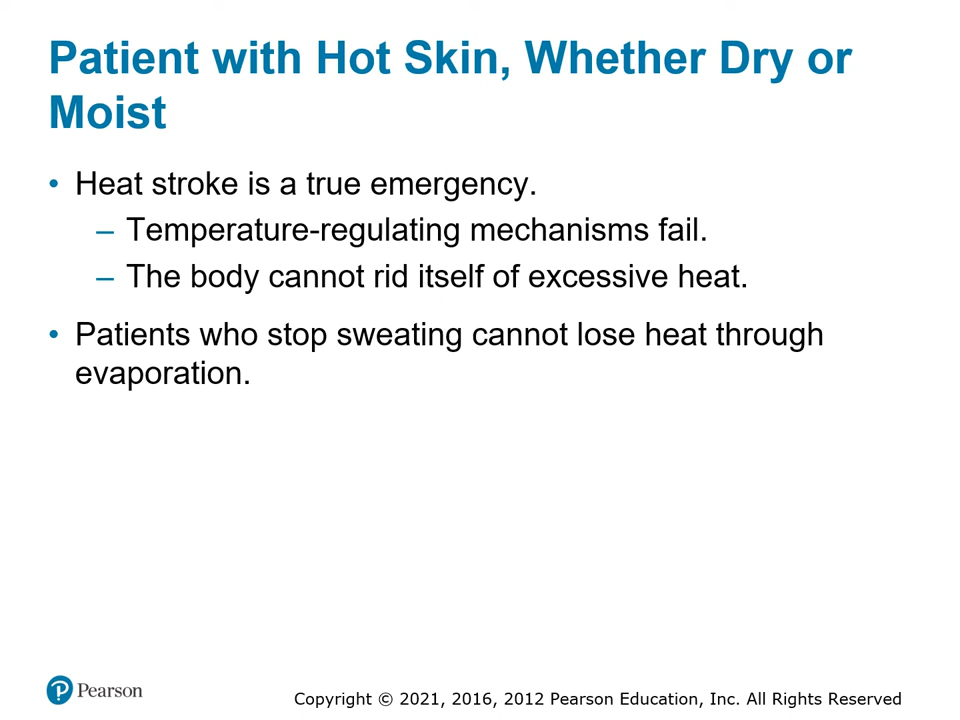 Patient with Hot Skin, Whether Dry or
Moist
• Heat stroke is a true emergency.
– Temperature-regulating mechanisms fail.
– The body cannot rid itself of excessive heat.
• Patients who stop sweating cannot lose heat through
evaporation.
Pearson
Copyright © 2021, 2016, 2012 Pearson Education, Inc. All Rights Reserved